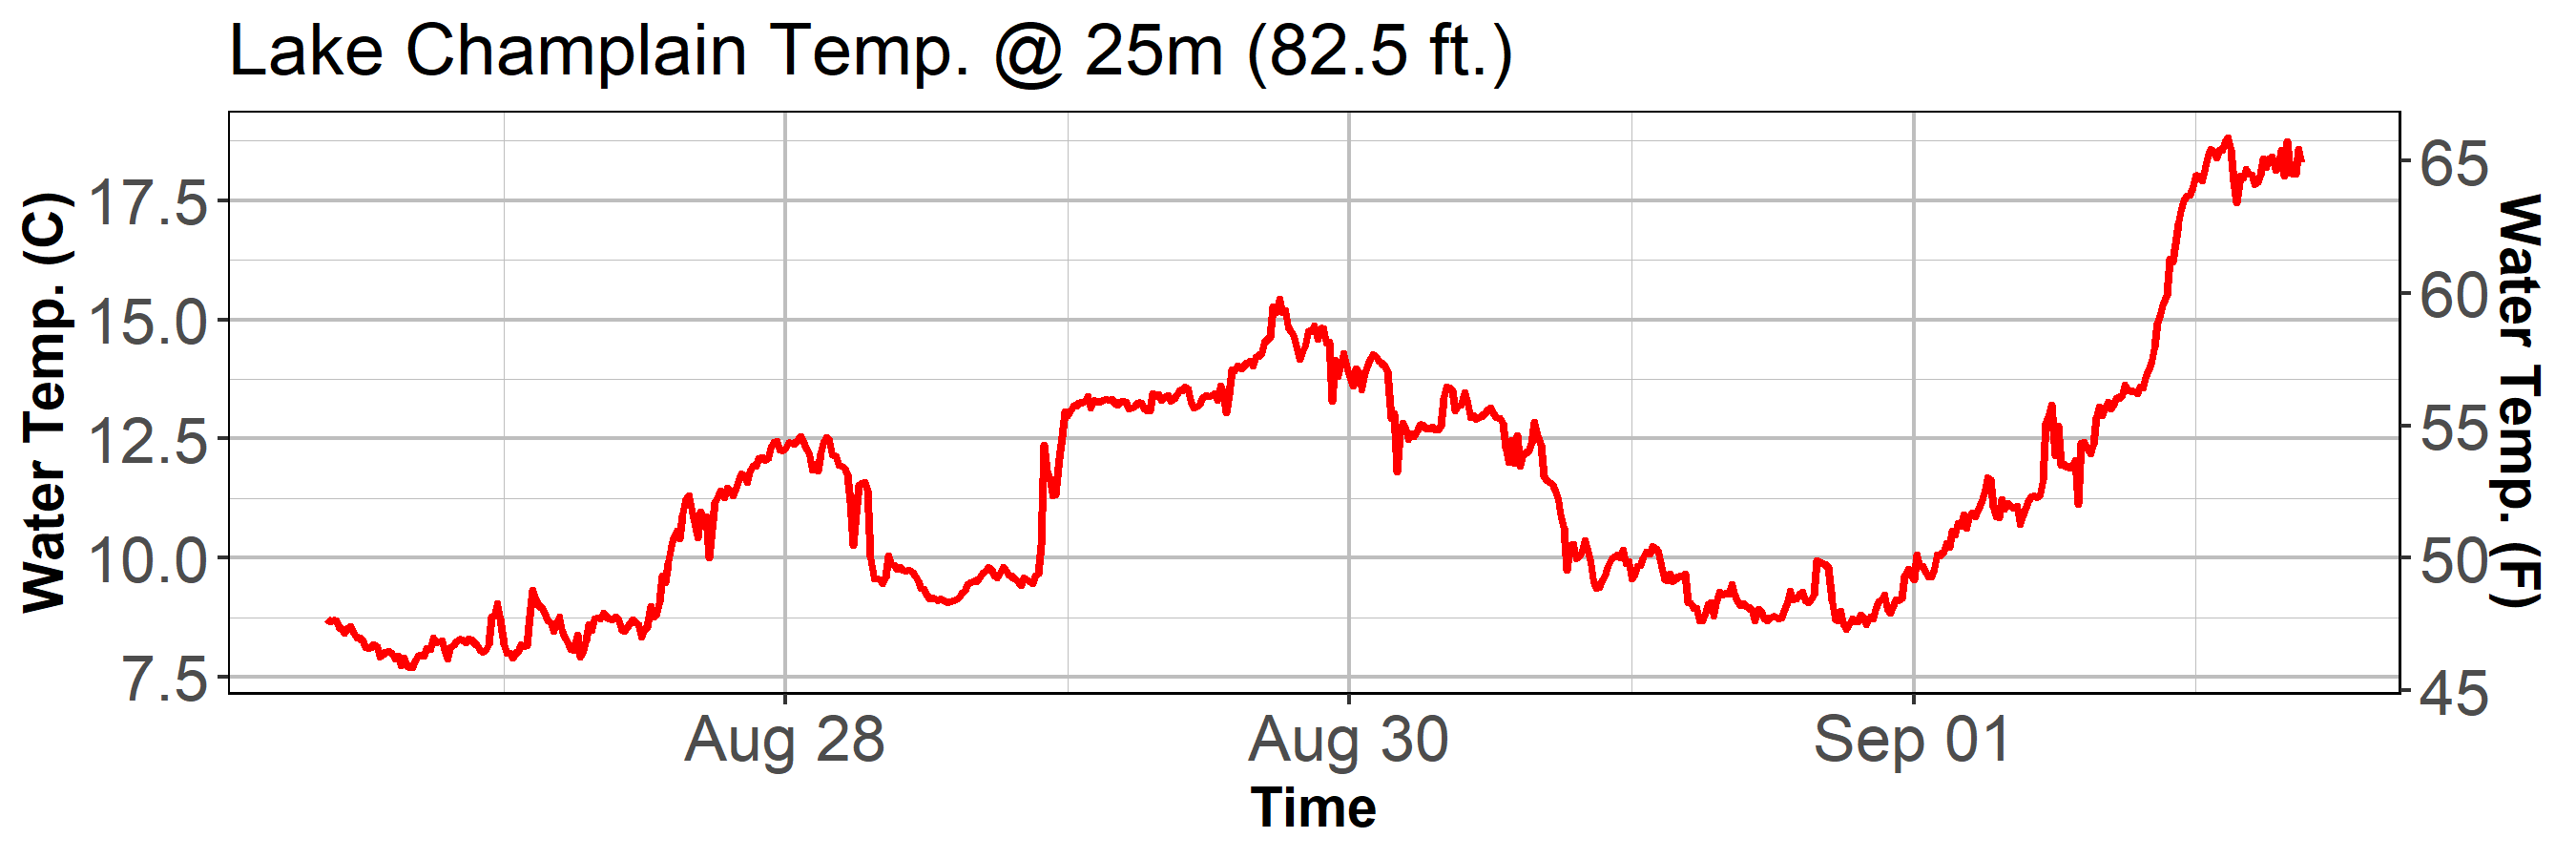 Lake Champlain Temp. @ 25m (82.5 ft.)
Water Temp. (C)
17.5
15.0
12.5
10.0
7.5
65
60
55
50
45
Water Temp. (F)
Aug 28
Aug 30
Sep 01
Time